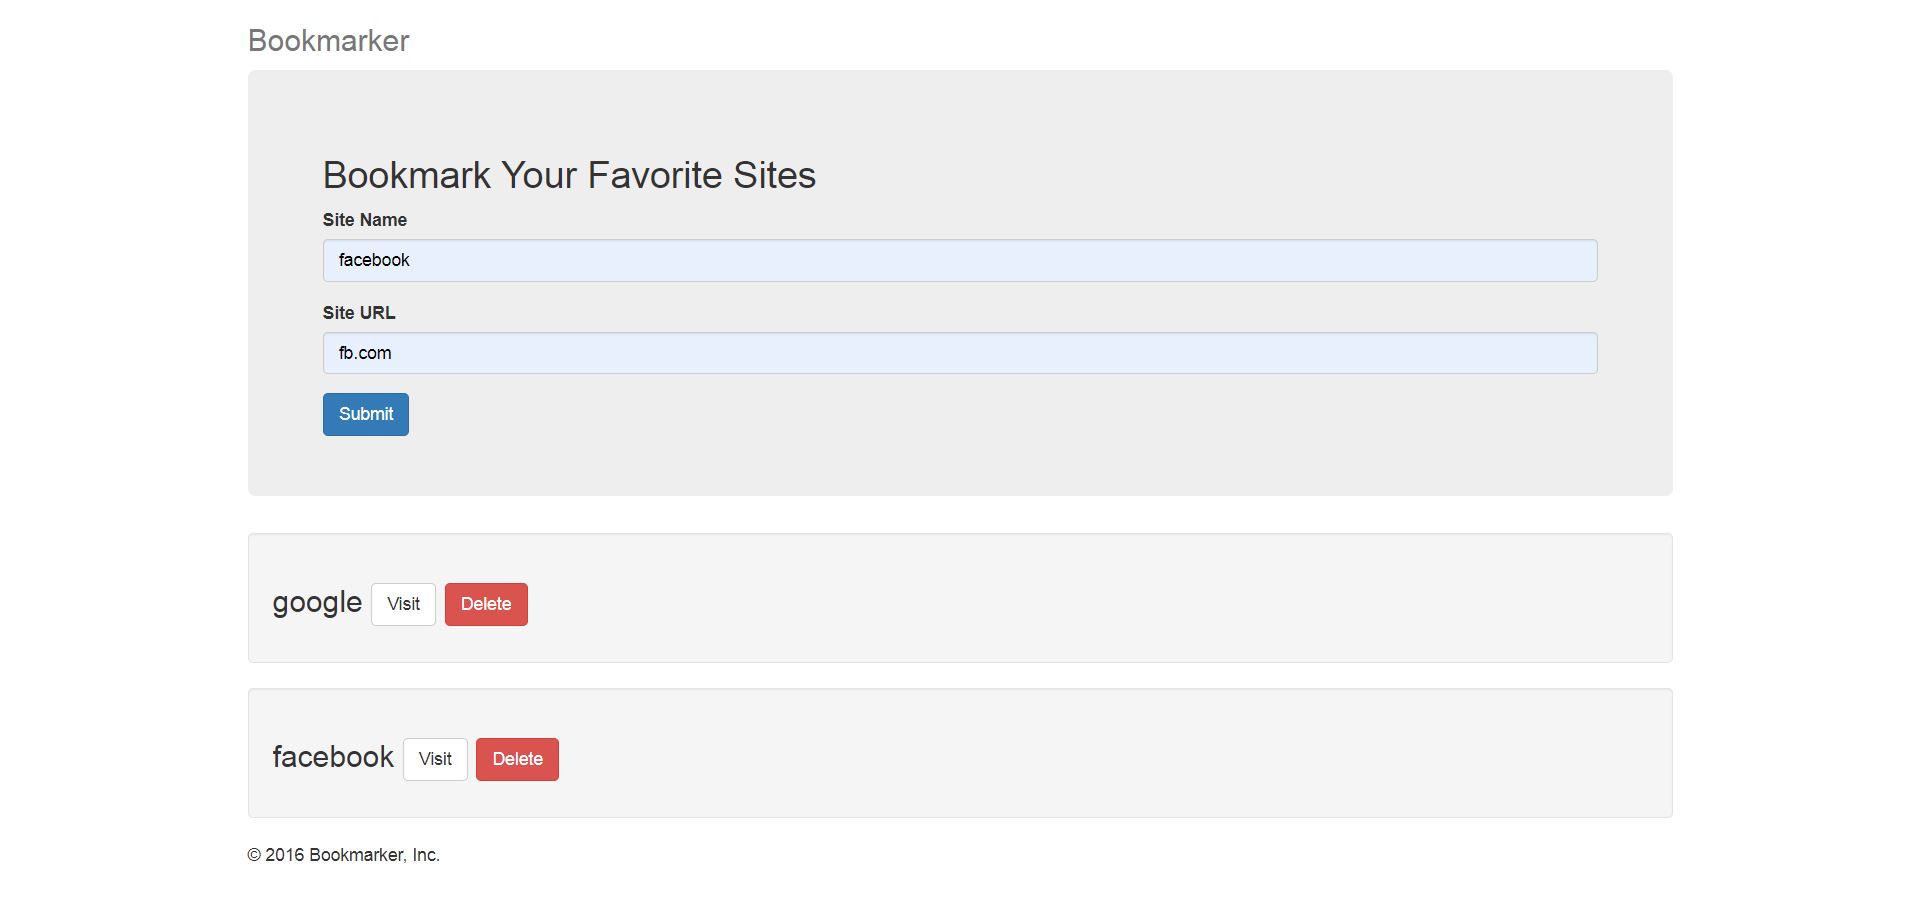 Bookmarker
Bookmark Your Favorite Sites
Site Name
facebook
Site URL
fb.com
Submit
google Visit Delete
facebook Visit Delete
© 2016 Bookmarker, Inc.